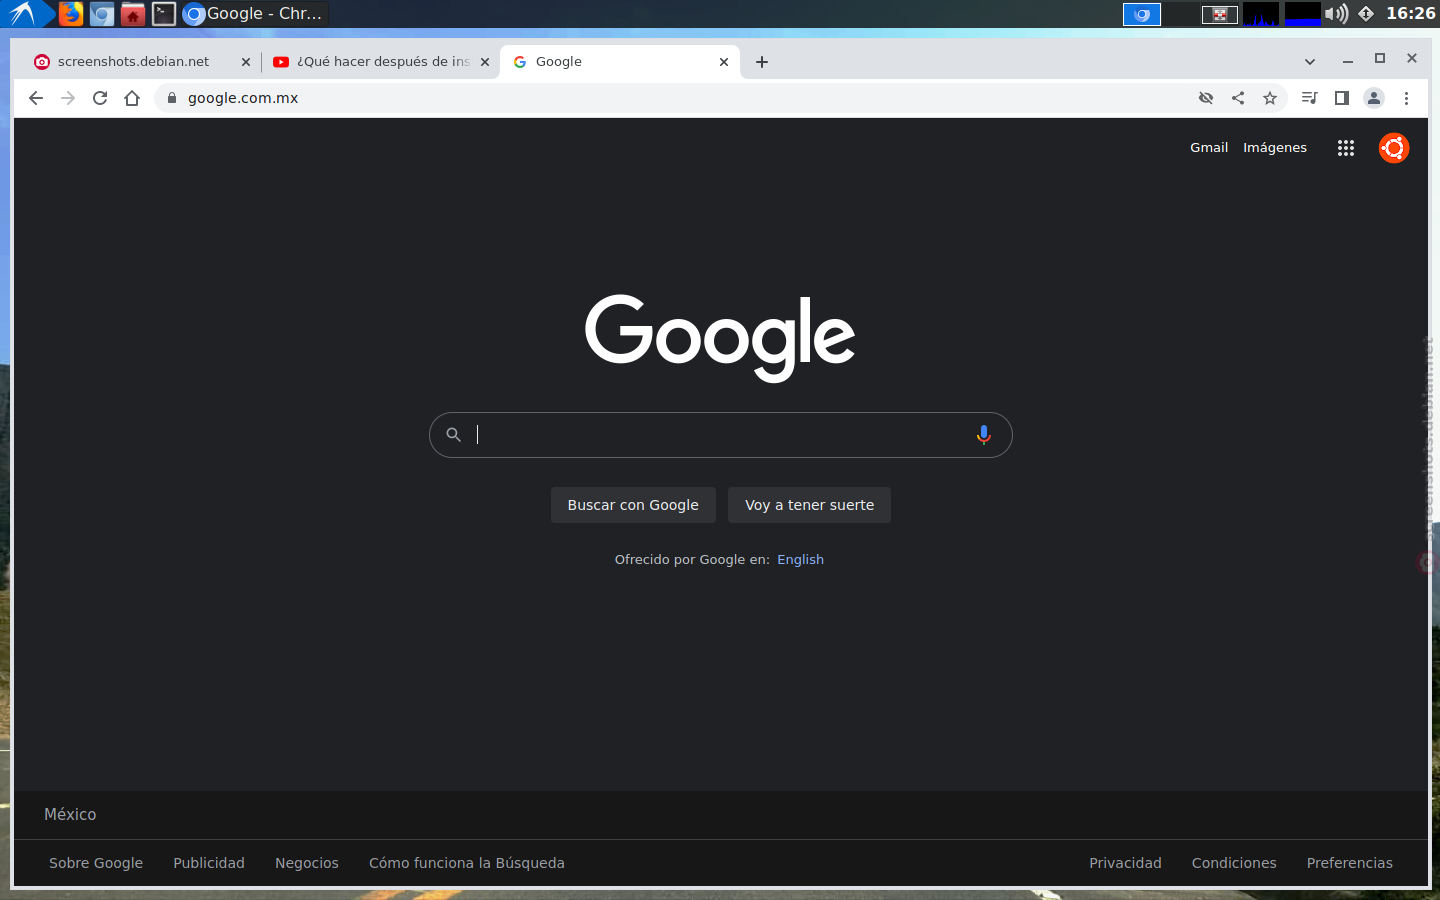 Google - Chr...
16:26
screenshots.debian.net
¿Qué hacer después de ins
Google
google.com.mx
Gmail Imágenes
Google
Buscar con Google Voy a tener suerte
Ofrecido por Google en: English
screenshots.debian.net
México
Sobre Google Publicidad Negocios Cómo funciona la Búsqueda Privacidad Condiciones Preferencias